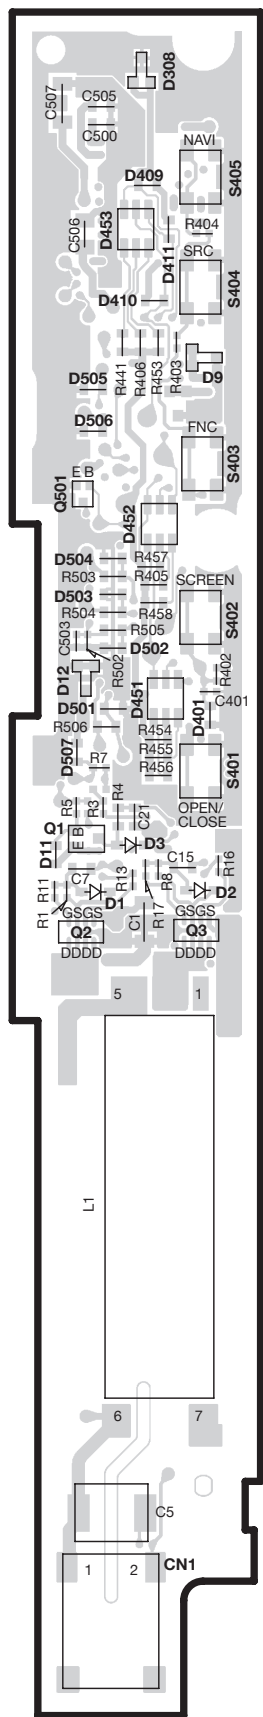 D308
C507
C505
C500
NAVI
S405
D409
D453
D411
R404
C506
SRC
S404
D410
R441
R406
R453
R403
D9
D505
D506
FNC
S403
E B
Q501
D452
D504
R457
R503
R405
SCREEN
D503
R504
R458
S402
R505
C503
R502
D502
D12
D451
R402
D501
D401
C401
R506
R454
D507
R455
R7
R456
S401
OPEN/
CLOSE
R5
R3
R4
C21
Q1
E B
D3
D11
C7
R13
C15
R16
R11
R8
R1
D1
D2
GSGS
C1
R17
GSGS
Q2
Q3
DDDD
DDDD
5
1
L1
6
7
C5
CN1
1
2